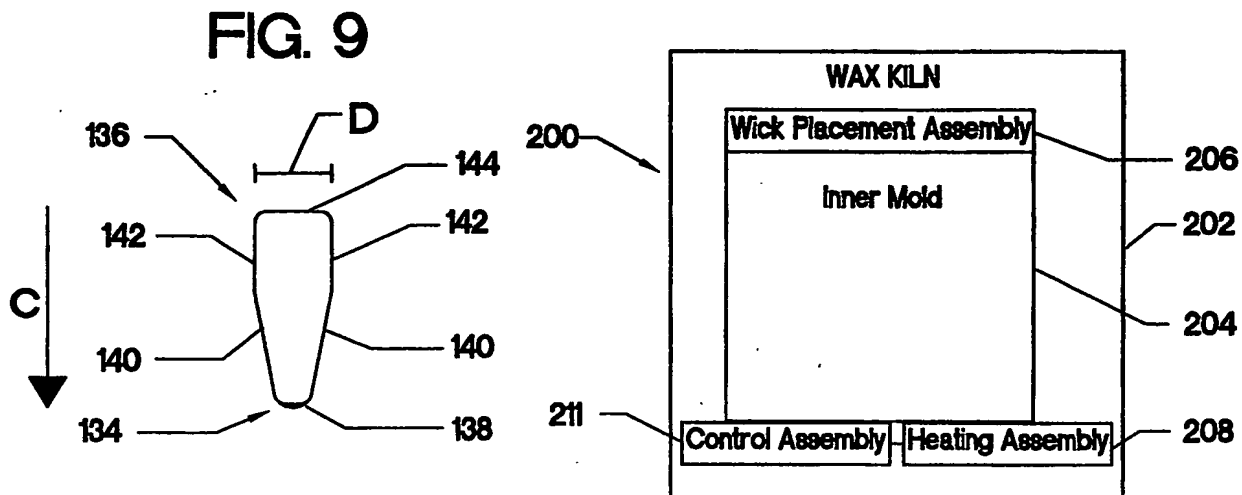 FIG. 9
D
136
144
142
142
C
140
140
134
138
WAX KILN
200
Wick Placement Assembly
206
Inner Mold
202
204
211
Control Assembly
Heating Assembly
208